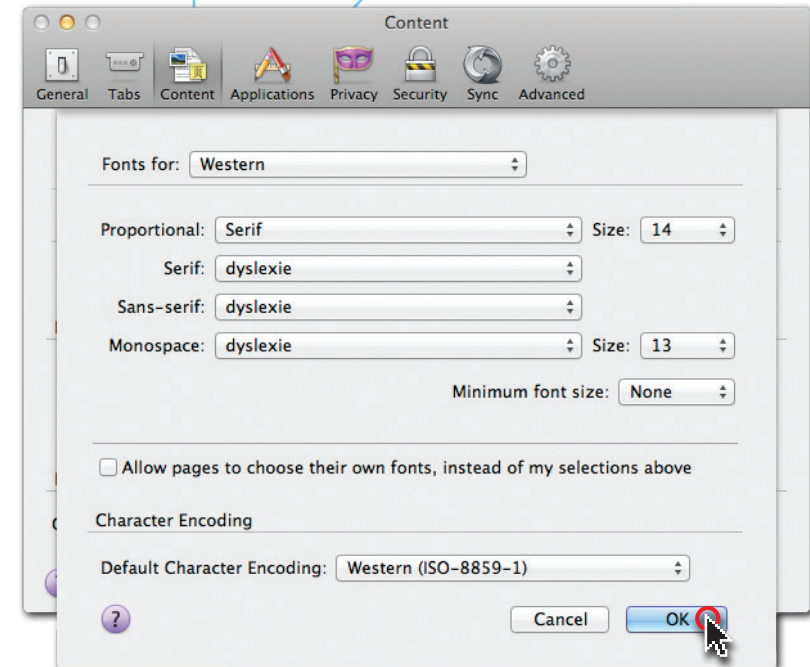 Content
General Tabs Content Applications Privacy Security Sync Advanced
Fonts for: Western
Proportional: Serif Size: 14
Serif: dyslexie
Sans-serif: dyslexie
Monospace: dyslexie Size: 13
Minimum font size: None
Allow pages to choose their own fonts, instead of my selections above
Character Encoding
Default Character Encoding: Western (ISO-8859-1)
? Cancel OK